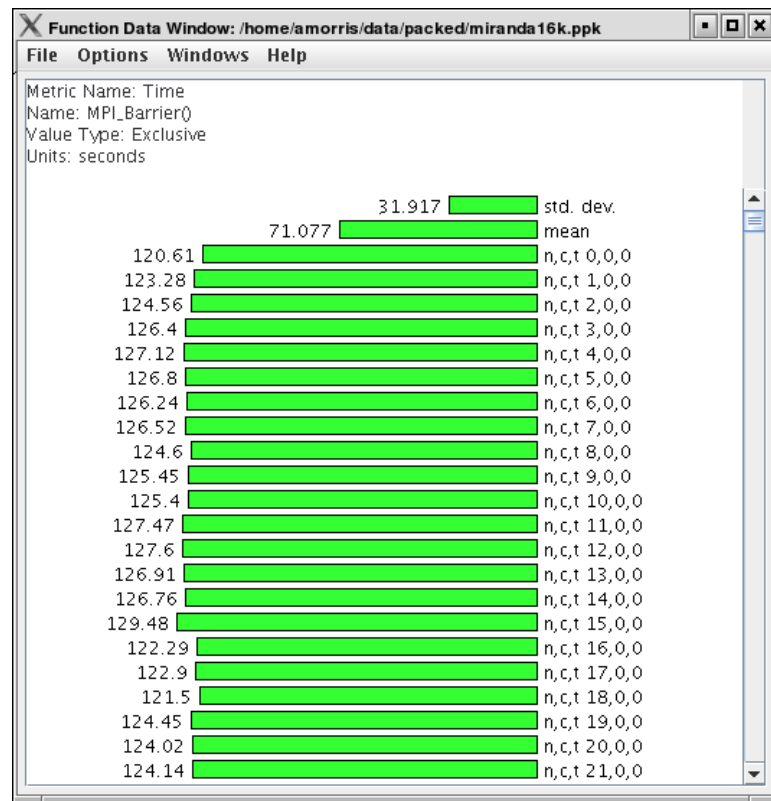 Function Data Window: /home/amorris/data/packed/miranda16k.ppk
File Options Windows Help
Metric Name: Time
Name: MPI_Barrier()
Value Type: Exclusive
Units: seconds
31.917 std. dev.
71.077 mean
120.61 n,c,t 0,0,0
123.28 n,c,t 1,0,0
124.56 n,c,t 2,0,0
126.4 n,c,t 3,0,0
127.12 n,c,t 4,0,0
126.8 n,c,t 5,0,0
126.24 n,c,t 6,0,0
126.52 n,c,t 7,0,0
124.6 n,c,t 8,0,0
125.45 n,c,t 9,0,0
125.4 n,c,t 10,0,0
127.47 n,c,t 11,0,0
127.6 n,c,t 12,0,0
126.91 n,c,t 13,0,0
126.76 n,c,t 14,0,0
129.48 n,c,t 15,0,0
122.29 n,c,t 16,0,0
122.9 n,c,t 17,0,0
121.5 n,c,t 18,0,0
124.45 n,c,t 19,0,0
124.02 n,c,t 20,0,0
124.14 n,c,t 21,0,0